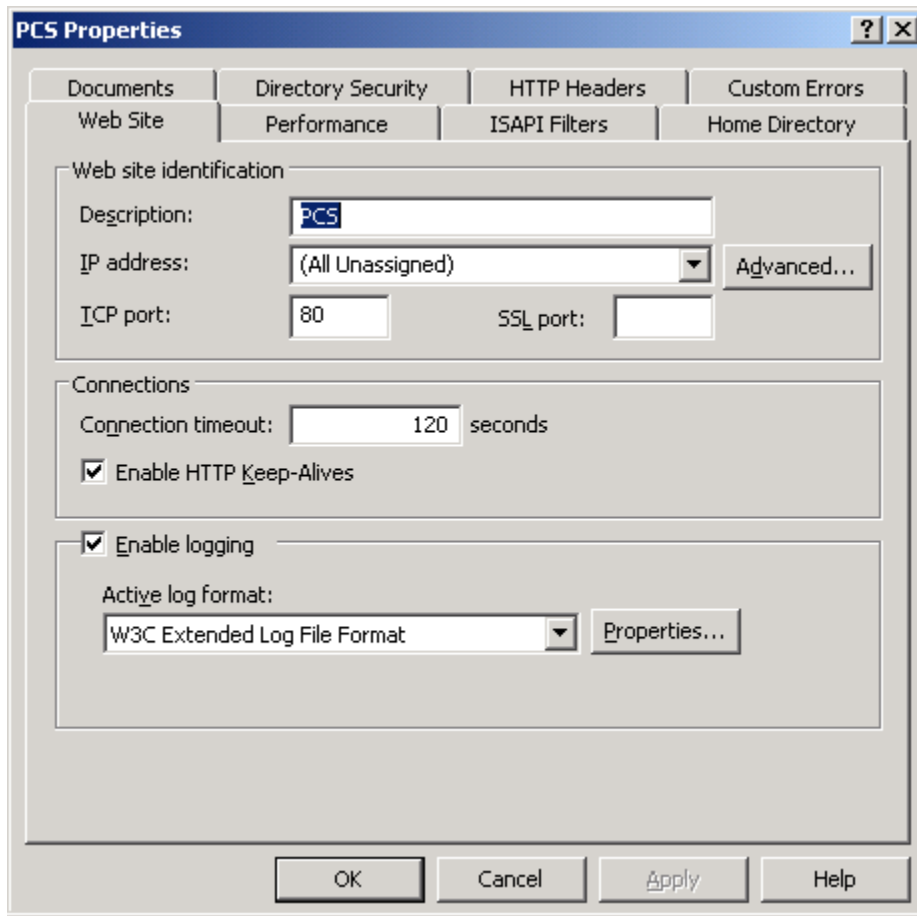 PCS Properties
Documents Directory Security HTTP Headers Custom Errors
Web Site Performance ISAPI Filters Home Directory
Web site identification
Description: PCS
IP address: (All Unassigned) Advanced...
TCP port: 80 SSL port:
Connections
Connection timeout: 120 seconds
Enable HTTP Keep-Alives
Enable logging
Active log format:
W3C Extended Log File Format Properties...
OK Cancel Apply Help